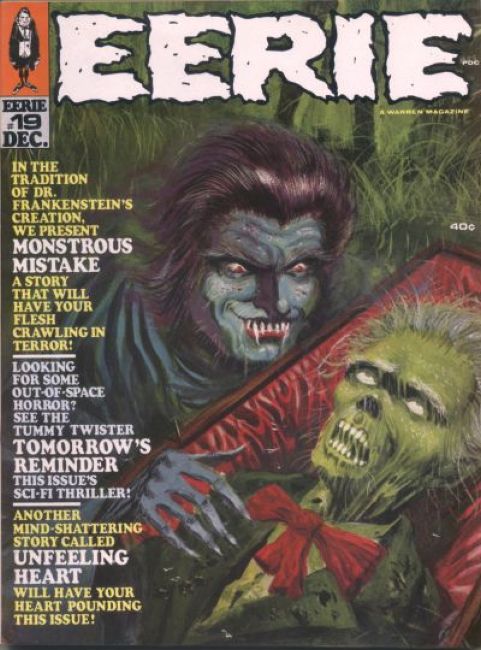 EERIE
PDC
A WARREN MAGAZINE
EERIE
#19
DEC.
40¢
IN THE
TRADITION
OF DR.
FRANKENSTEIN'S
CREATION,
WE PRESENT
MONSTROUS
MISTAKE
A STORY
THAT WILL
HAVE YOUR
FLESH
CRAWLING IN
TERROR!
LOOKING
FOR SOME
OUT-OF-SPACE
HORROR?
SEE THE
TUMMY TWISTER
TOMORROW'S
REMINDER
THIS ISSUE'S
SCI-FI THRILLER!
ANOTHER
MIND-SHATTERING
STORY CALLED
UNFEELING
HEART
WILL HAVE YOUR
HEART POUNDING
THIS ISSUE!